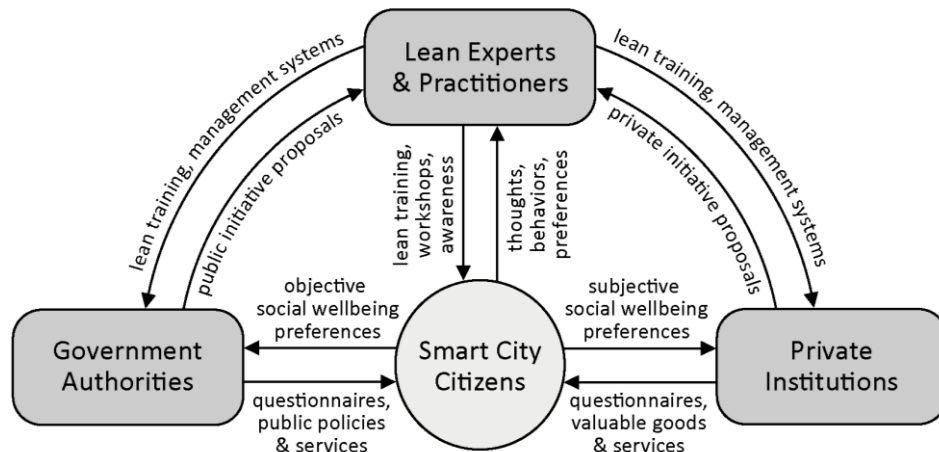 Lean Experts
& Practitioners
lean training, management systems
public initiative proposals
lean training,
workshops,
awareness
thoughts,
behaviors,
preferences
private initiative proposals
lean training, management systems
objective
social wellbeing
preferences
subjective
social wellbeing
preferences
Government
Authorities
Smart City
Citizens
Private
Institutions
questionnaires,
public policies
& services
questionnaires,
valuable goods
& services